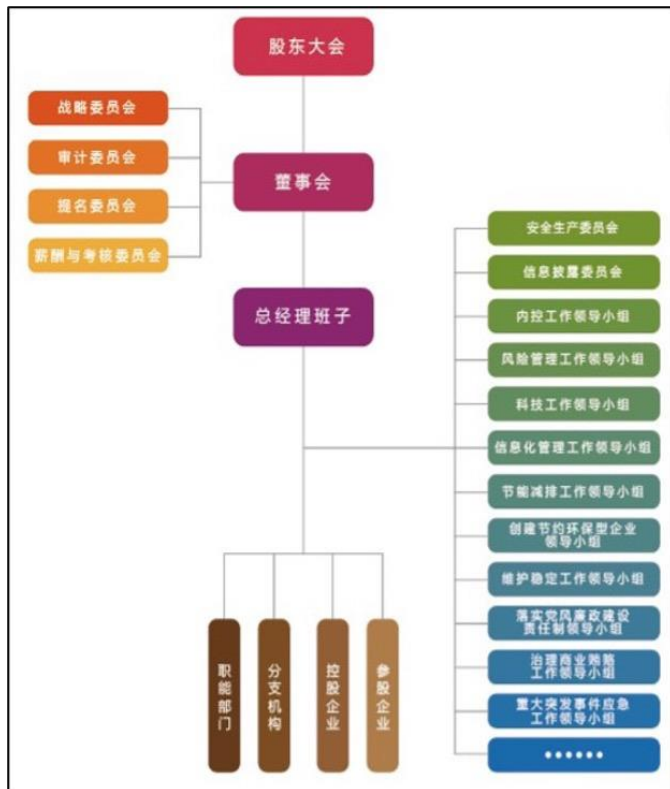 股东大会
战略委员会
审计委员会
提名委员会
薪酬与考核委员会
董事会
总经理班子
安全生产委员会
信息披露委员会
内控工作领导小组
风险管理工作领导小组
科技工作领导小组
信息化管理工作领导小组
节能减排工作领导小组
创建节约环保型企业
领导小组
维护稳定工作领导小组
落实党风廉政建设
责任制领导小组
治理商业贿赂
工作领导小组
重大突发事件应急
工作领导小组
●●●●●●
职能部门
分支机构
控股企业
参股企业